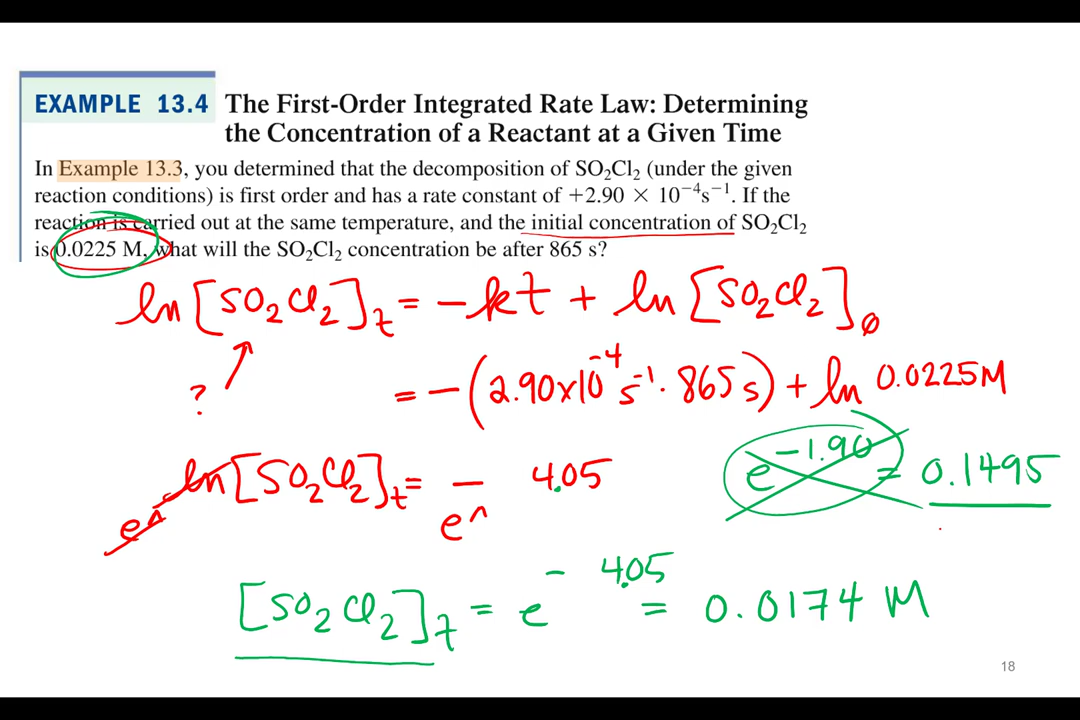 EXAMPLE 13.4 The First-Order Integrated Rate Law: Determining
the Concentration of a Reactant at a Given Time
In Example 13.3, you determined that the decomposition of SO₂Cl₂ (under the given
reaction conditions) is first order and has a rate constant of +2.90 × 10⁻⁴s⁻¹. If the
reaction is carried out at the same temperature, and the initial concentration of SO₂Cl₂
is 0.0225 M, what will the SO₂Cl₂ concentration be after 865 s?
ln [SO₂Cl₂]t = -kt + ln [SO₂Cl₂]₀
?
= -(2.90x10⁻⁴ s⁻¹ · 865 s) + ln 0.0225M
e^-1.90 = 0.1495
ln[SO₂Cl₂]t = - 4.05
e^ e^
[SO₂Cl₂]t = e^-4.05 = 0.0174 M
18